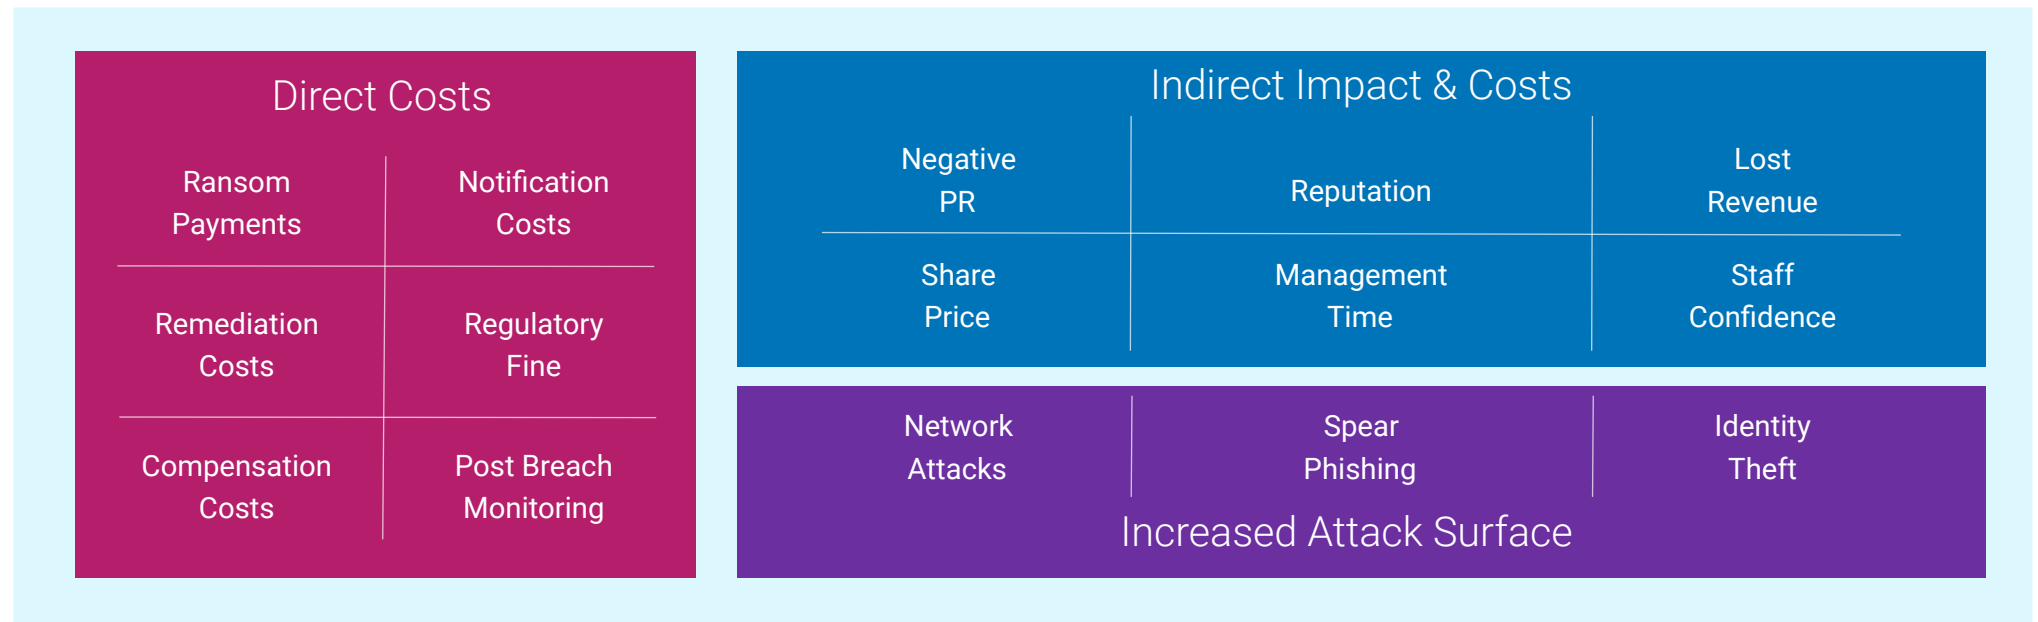 Direct Costs
Ransom
Payments
Notification
Costs
Remediation
Costs
Regulatory
Fine
Compensation
Costs
Post Breach
Monitoring
Indirect Impact & Costs
Negative
PR
Reputation
Lost
Revenue
Share
Price
Management
Time
Staff
Confidence
Network
Attacks
Spear
Phishing
Identity
Theft
Increased Attack Surface